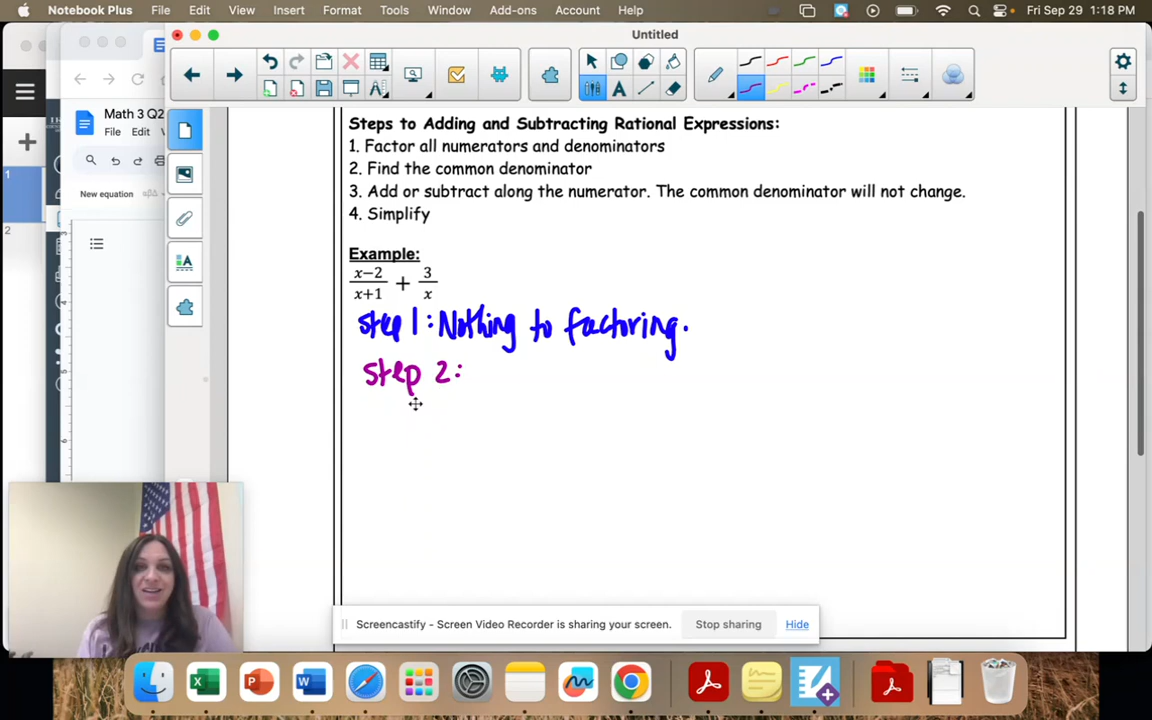 Notebook Plus File Edit View Insert Format Tools Window Add-ons Account Help Fri Sep 29 1:18 PM
Untitled
Math 3 Q2
File Edit
New equation
1
2
Steps to Adding and Subtracting Rational Expressions:
1. Factor all numerators and denominators
2. Find the common denominator
3. Add or subtract along the numerator. The common denominator will not change.
4. Simplify
Example:
x−2 3
+
x+1 x
step 1: Nothing to factoring.
step 2:
Screencastify - Screen Video Recorder is sharing your screen. Stop sharing Hide